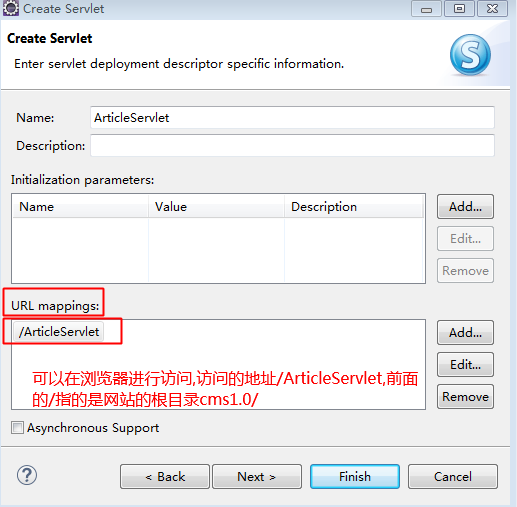 Create Servlet
Create Servlet
Enter servlet deployment descriptor specific information.
S
Name: ArticleServlet
Description:
Initialization parameters:
Name Value Description
Add...
Edit...
Remove
URL mappings:
/ArticleServlet
Add...
Edit...
Remove
可以在浏览器进行访问,访问的地址/ArticleServlet,前面
的/指的是网站的根目录cms1.0/
Asynchronous Support
? < Back Next > Finish Cancel